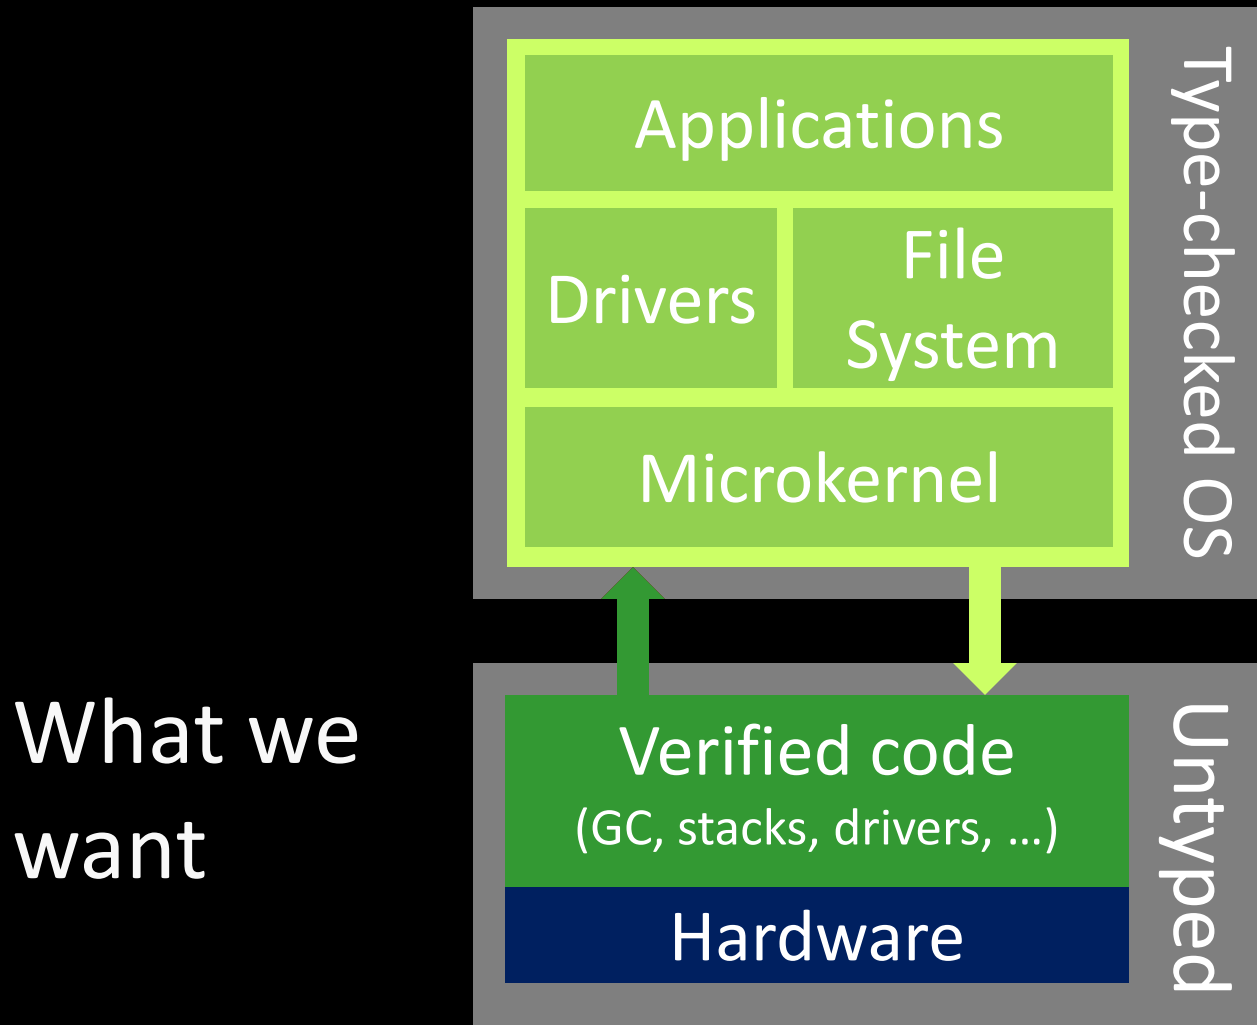 Applications
Drivers
File
System
Microkernel
Type-checked OS
What we
want
Verified code
(GC, stacks, drivers, …)
Hardware
Untyped